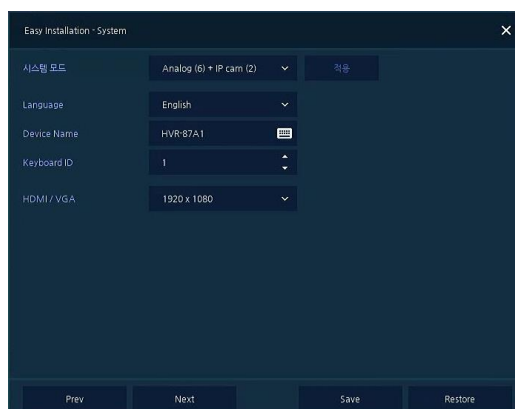 Easy Installation - System
시스템 모드 Analog (6) + IP cam (2) 적용
Language English
Device Name HVR-87A1
Keyboard ID 1
HDMI / VGA 1920 x 1080
Prev Next Save Restore